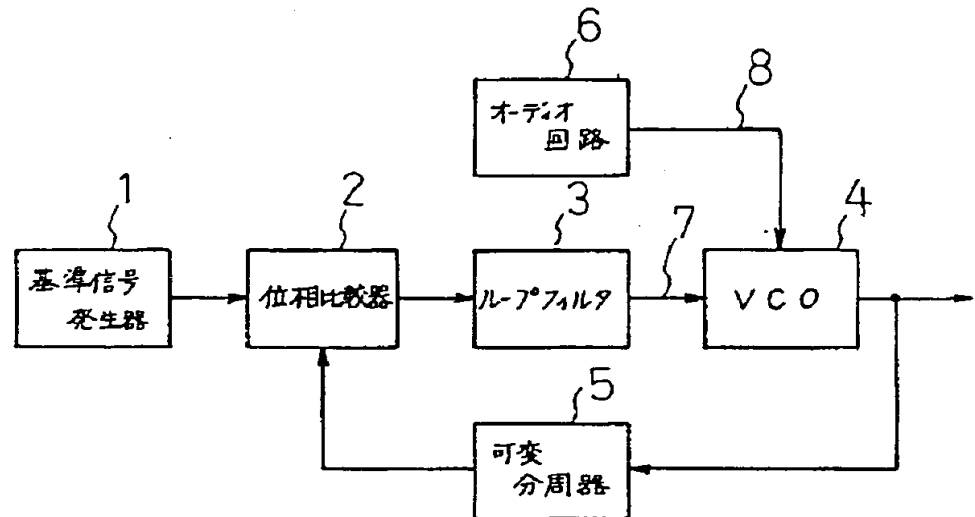 6
オーディオ
回路
8
1
基準信号
発生器
2
位相比較器
3
ループフィルタ
7
4
VCO
5
可変
分周器